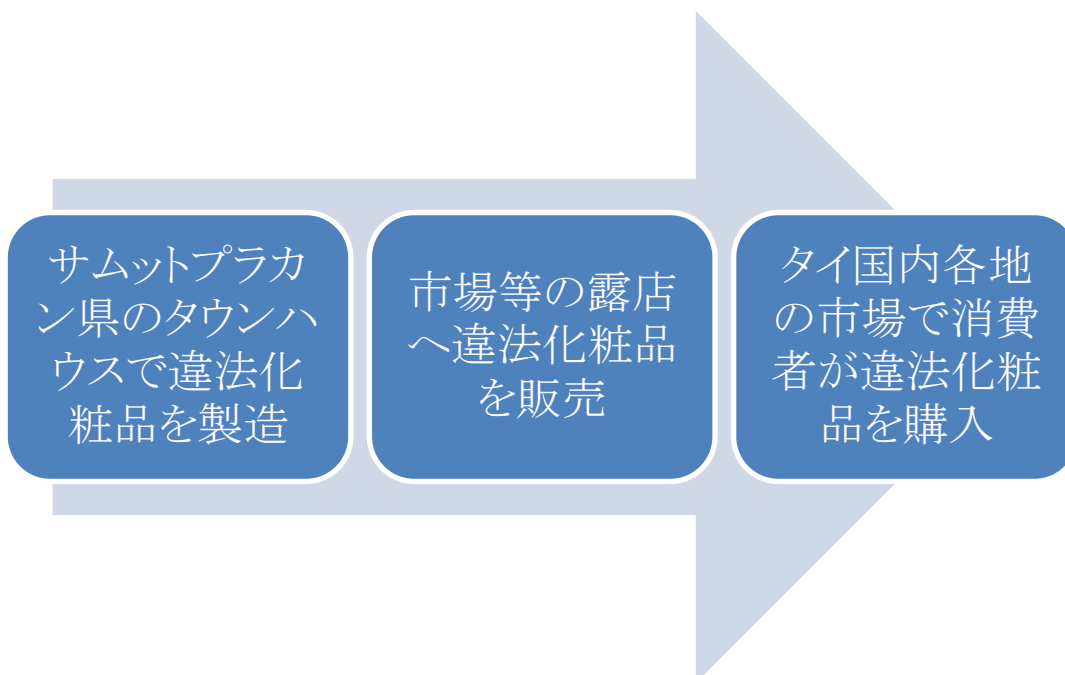 サムットプラカ
ン県のタウンハ
ウスで違法化
粧品を製造
市場等の露店
へ違法化粧品
を販売
タイ国内各地
の市場で消費
者が違法化粧
品を購入